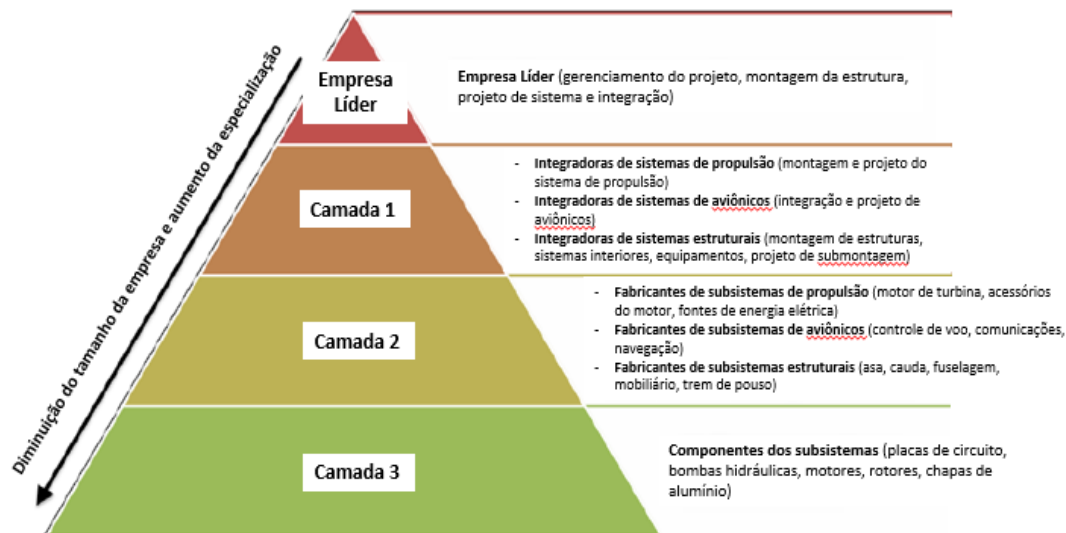 Diminuição do tamanho da empresa e aumento da especialização
Empresa
Líder
Empresa Líder (gerenciamento do projeto, montagem da estrutura,
projeto de sistema e integração)
Camada 1
- Integradoras de sistemas de propulsão (montagem e projeto do
sistema de propulsão)
- Integradoras de sistemas de aviônicos (integração e projeto de
aviônicos)
- Integradoras de sistemas estruturais (montagem de estruturas,
sistemas interiores, equipamentos, projeto de submontagem)
Camada 2
- Fabricantes de subsistemas de propulsão (motor de turbina, acessórios
do motor, fontes de energia elétrica)
- Fabricantes de subsistemas de aviônicos (controle de voo, comunicações,
navegação)
- Fabricantes de subsistemas estruturais (asa, cauda, fuselagem,
mobiliário, trem de pouso)
Camada 3
Componentes dos subsistemas (placas de circuito,
bombas hidráulicas, motores, rotores, chapas de
alumínio)